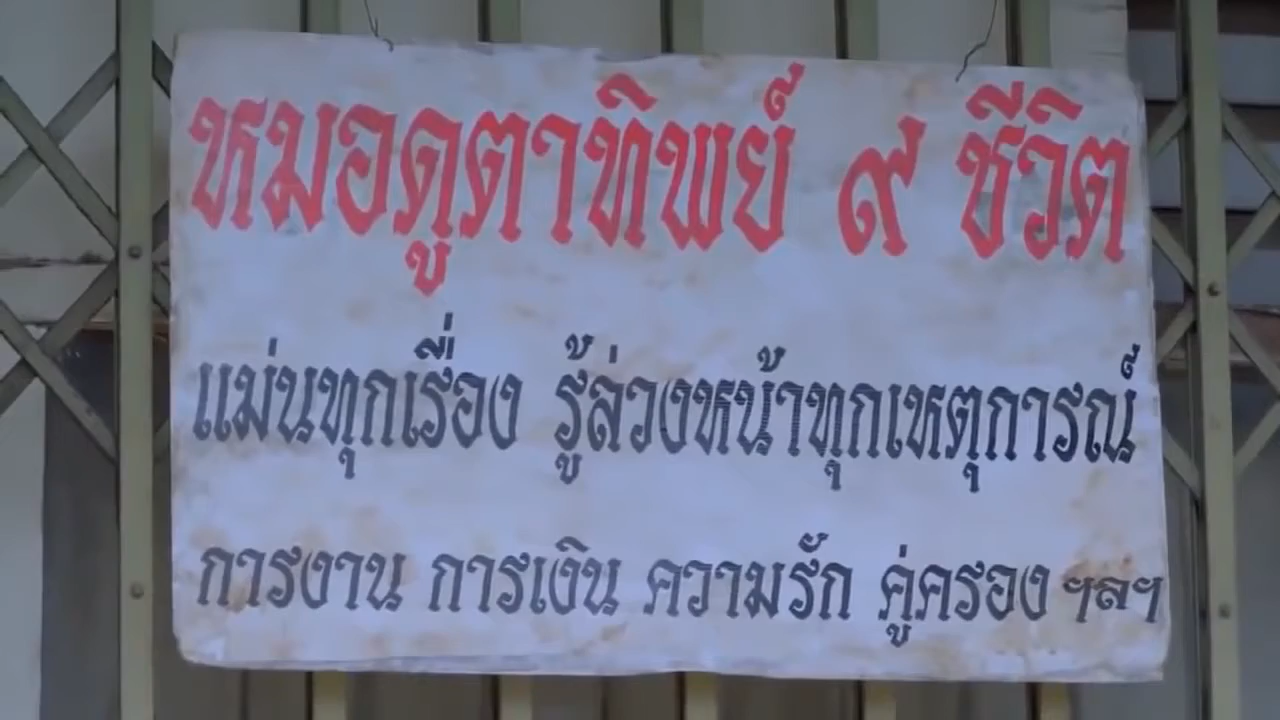 หมอดูตาทิพย์ ๙ ชีวิต
แม่นทุกเรื่อง รู้ล่วงหน้าทุกเหตุการณ์
การงาน การเงิน ความรัก คู่ครอง ฯลฯ